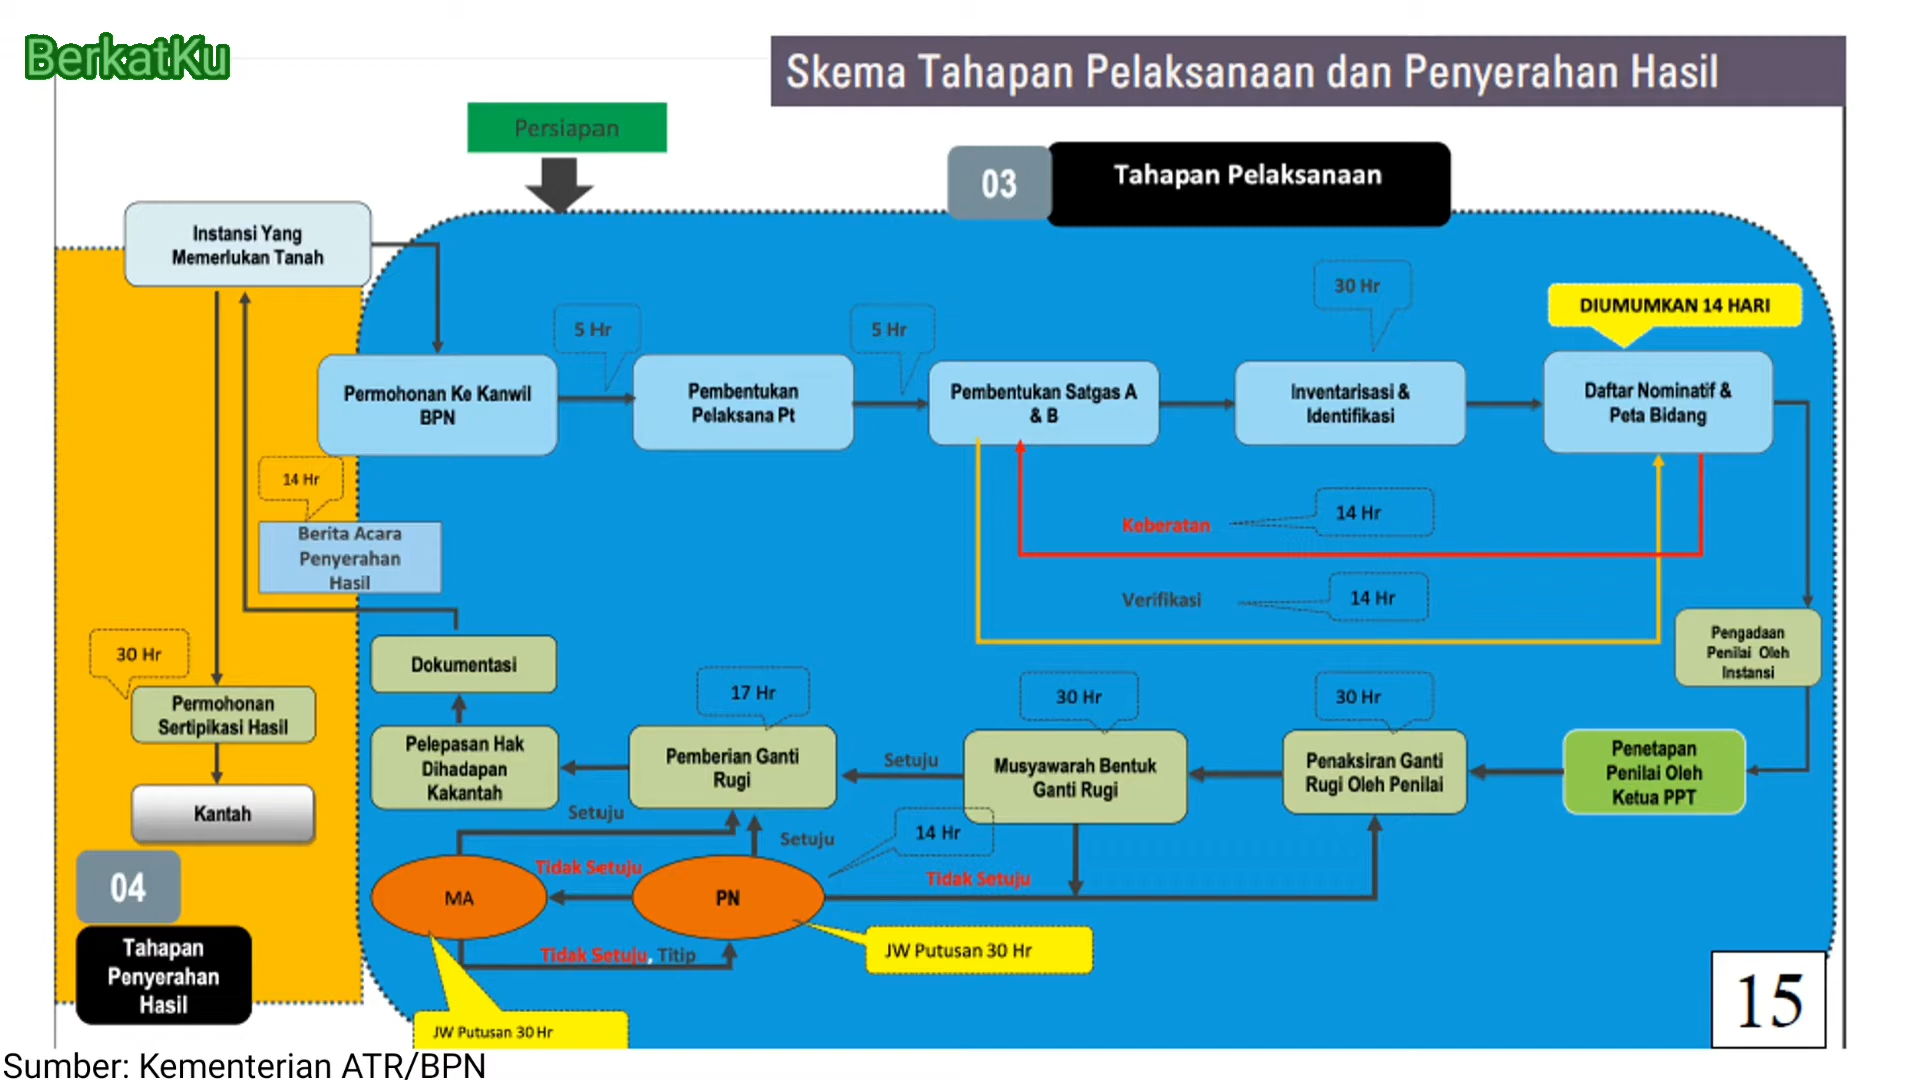 BerkatKu
Skema Tahapan Pelaksanaan dan Penyerahan Hasil
Persiapan
03
Tahapan Pelaksanaan
Instansi Yang
Memerlukan Tanah
30 Hr
DIUMUMKAN 14 HARI
5 Hr
5 Hr
Permohonan Ke Kanwil
BPN
Pembentukan
Pelaksana Pt
Pembentukan Satgas A
& B
Inventarisasi &
Identifikasi
Daftar Nominatif &
Peta Bidang
14 Hr
Berita Acara
Penyerahan
Hasil
Keberatan
14 Hr
Verifikasi
14 Hr
Pengadaan
Penilai Oleh
Instansi
30 Hr
Permohonan
Sertipikasi Hasil
Kantah
Dokumentasi
17 Hr
30 Hr
30 Hr
Pelepasan Hak
Dihadapan
Kakantah
Pemberian Ganti
Rugi
Setuju
Musyawarah Bentuk
Ganti Rugi
Penaksiran Ganti
Rugi Oleh Penilai
Penetapan
Penilai Oleh
Ketua PPT
Setuju
Setuju
14 Hr
Tidak Setuju
Tidak Setuju
MA
PN
Tidak Setuju, Titip
JW Putusan 30 Hr
JW Putusan 30 Hr
04
Tahapan
Penyerahan
Hasil
15
Sumber: Kementerian ATR/BPN